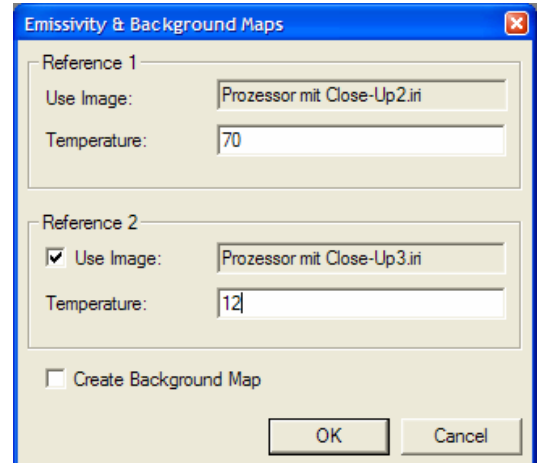 Emissivity & Background Maps
Reference 1
Use Image: Prozessor mit Close-Up2.iri
Temperature: 70
Reference 2
Use Image: Prozessor mit Close-Up3.iri
Temperature: 12
Create Background Map
OK Cancel